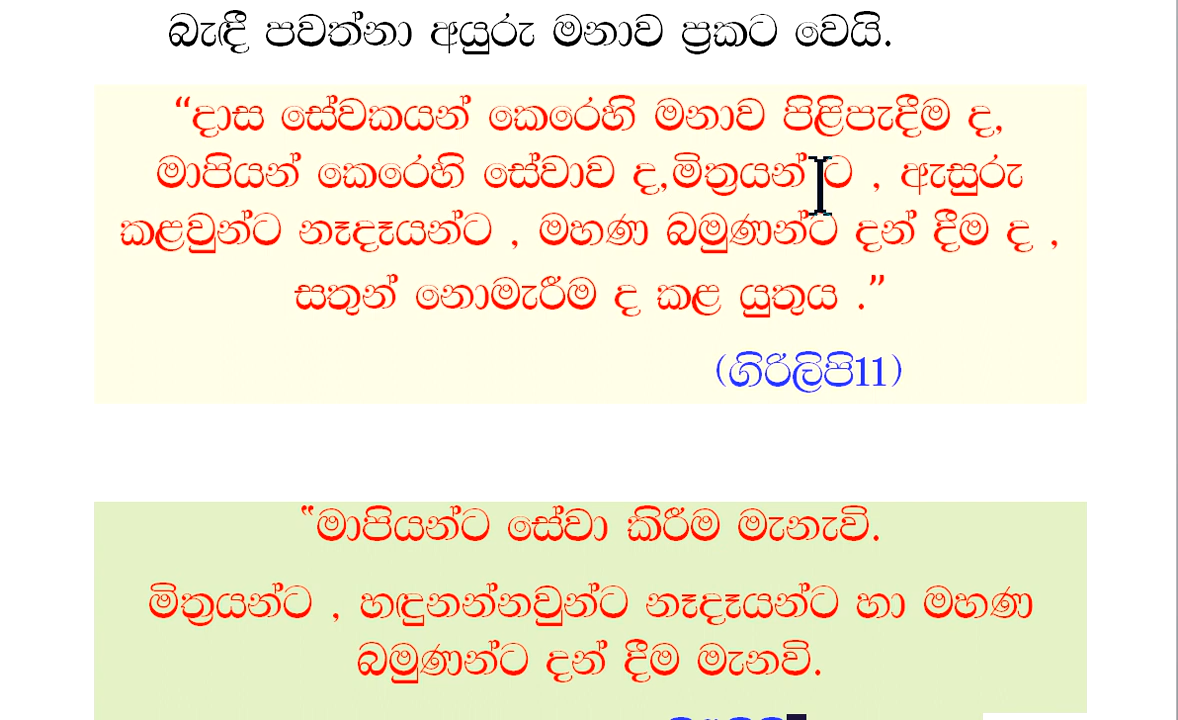 බැඳී පවත්නා අයුරු මනාව ප්‍රකට වෙයි.
“දාස සේවකයන් කෙරෙහි මනාව පිළිපැදීම ද,
මාපියන් කෙරෙහි සේවාව ද,මිත්‍රයන් ට , ඇසුරු
කළවුන්ට නෑදෑයන්ට , මහණ බමුණන්ට දන් දීම ද ,
සතුන් නොමැරීම ද කළ යුතුය .”
(ගිරිලිපි11)
“මාපියන්ට සේවා කිරීම මැනැවි.
මිත්‍රයන්ට , හඳුනන්නවුන්ට නෑදෑයන්ට හා මහණ
බමුණන්ට දන් දීම මැනවි.